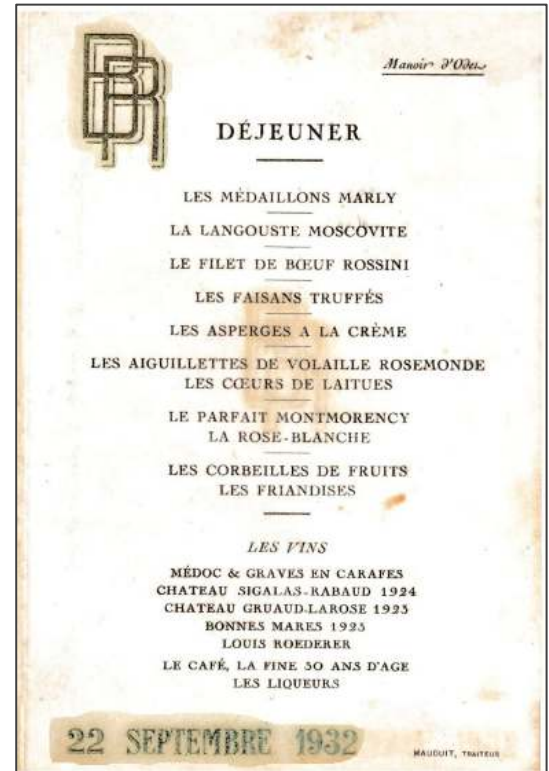 BR
Manoir d'Odet
DÉJEUNER
LES MÉDAILLONS MARLY
LA LANGOUSTE MOSCOVITE
LE FILET DE BŒUF ROSSINI
LES FAISANS TRUFFÉS
LES ASPERGES A LA CRÈME
LES AIGUILLETTES DE VOLAILLE ROSEMONDE
LES CŒURS DE LAITUES
LE PARFAIT MONTMORENCY
LA ROSE-BLANCHE
LES CORBEILLES DE FRUITS
LES FRIANDISES
LES VINS
MÉDOC & GRAVES EN CARAFES
CHATEAU SIGALAS-RABAUD 1924
CHATEAU GRUAUD-LAROSE 1923
BONNES MARES 1923
LOUIS ROEDERER
LE CAFÉ, LA FINE 50 ANS D'AGE
LES LIQUEURS
22 SEPTEMBRE 1932
MAUDUIT, TRAITEUR